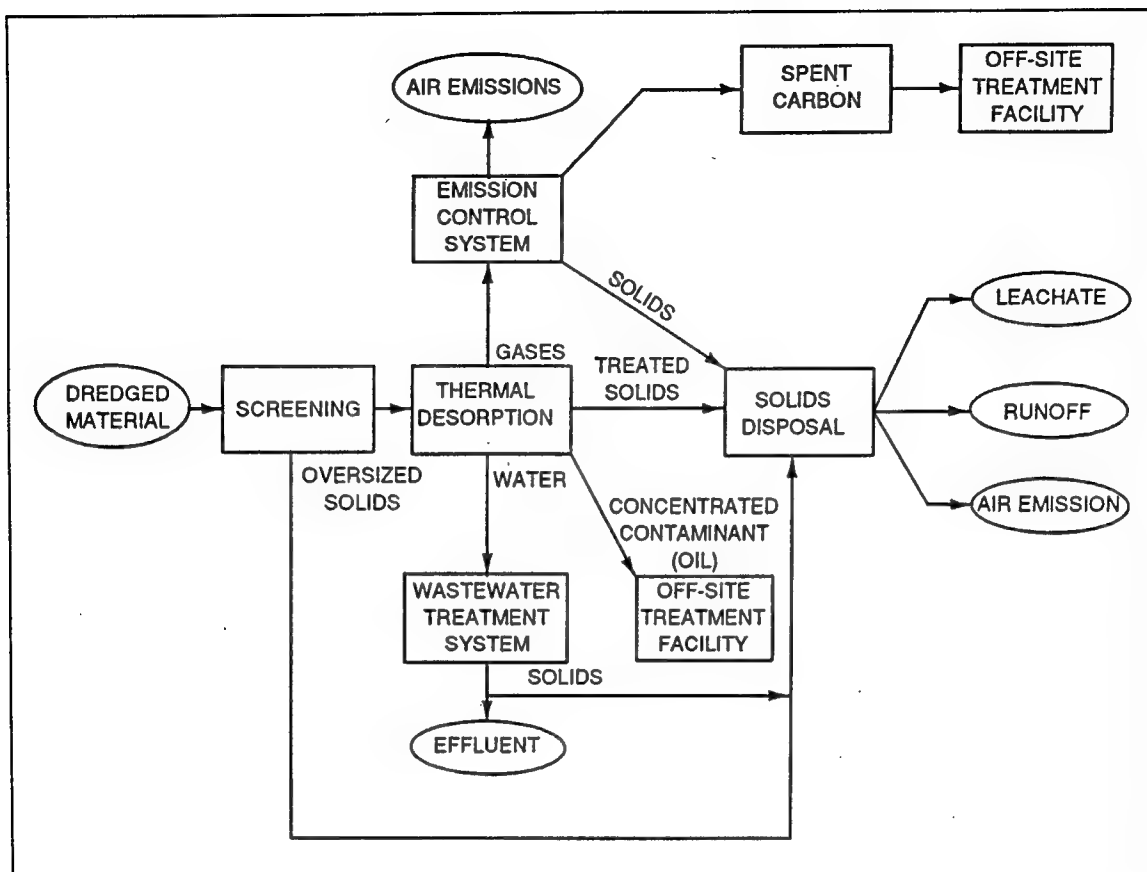 AIR EMISSIONS
SPENT
CARBON
OFF-SITE
TREATMENT
FACILITY
EMISSION
CONTROL
SYSTEM
SOLIDS
LEACHATE
GASES
TREATED
SOLIDS
DREDGED
MATERIAL
SCREENING
THERMAL
DESORPTION
SOLIDS
DISPOSAL
RUNOFF
OVERSIZED
SOLIDS
WATER
CONCENTRATED
CONTAMINANT
(OIL)
AIR EMISSION
WASTEWATER
TREATMENT
SYSTEM
OFF-SITE
TREATMENT
FACILITY
SOLIDS
EFFLUENT